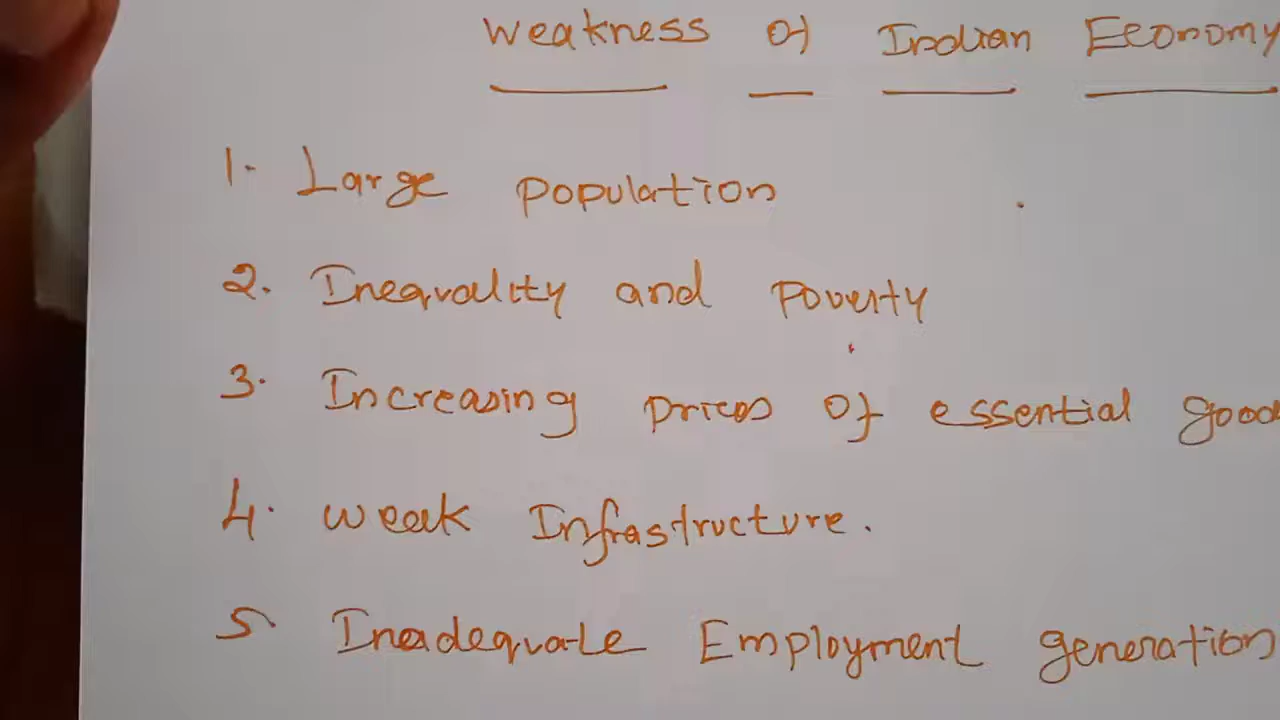 Weakness of Indian Economy
1. Large population
2. Inequality and Poverty
3. Increasing prices of essential good
4. Weak Infrastructure.
5. Inadequate Employment generation